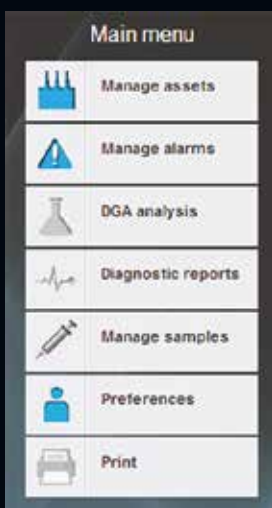 Main menu
Manage assets
Manage alarms
DGA analysis
Diagnostic reports
Manage samples
Preferences
Print